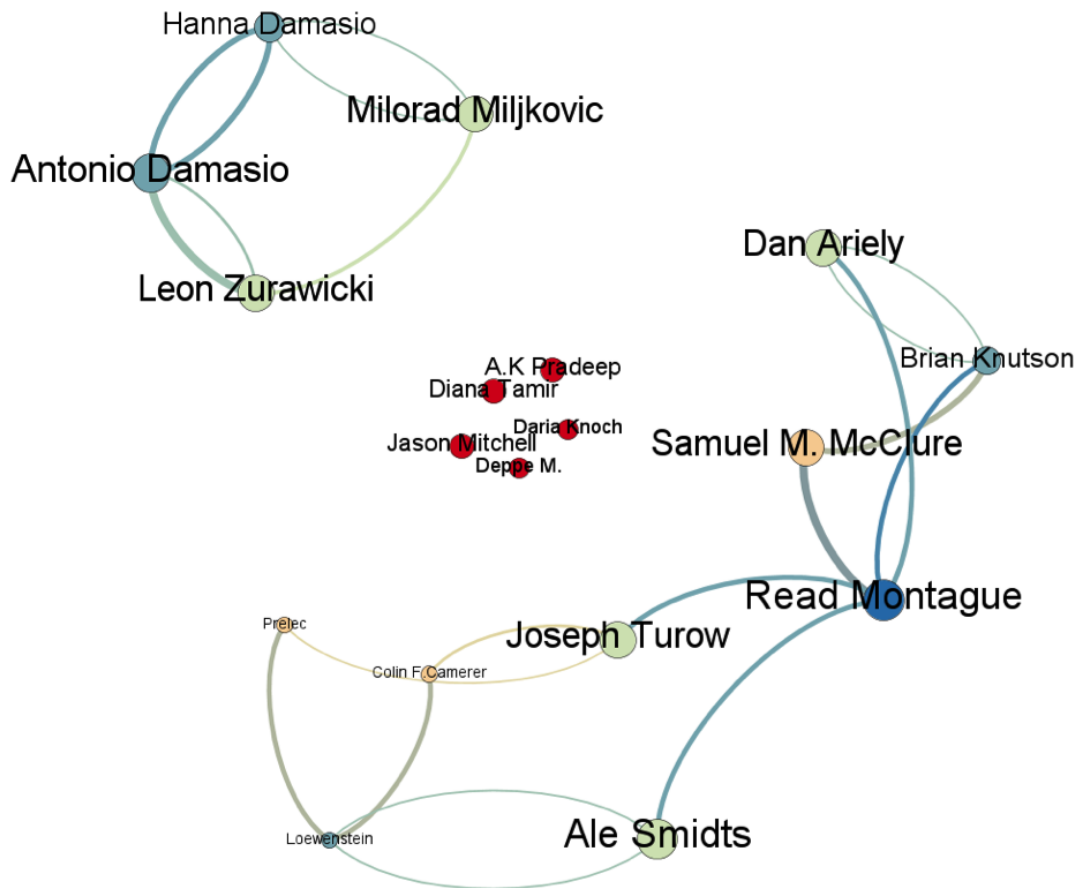 Hanna Damasio
Milorad Miljkovic
Antonio Damasio
Dan Ariely
Leon Zurawicki
Brian Knutson
A.K Pradeep
Diana Tamir
Daria Knoch
Jason Mitchell
Samuel M. McClure
Deppe M.
Read Montague
Prelec
Joseph Turow
Colin F.Camerer
Loewenstein
Ale Smidts